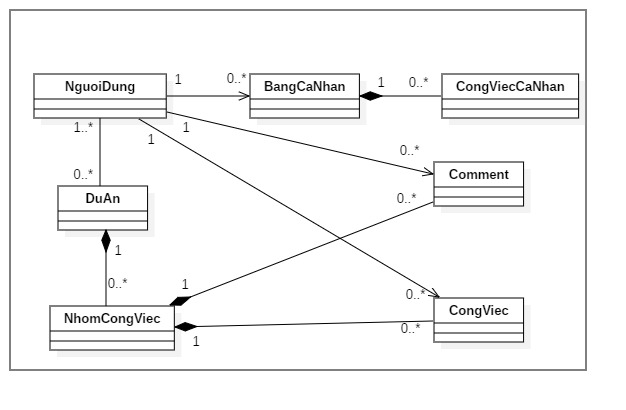 NguoiDung
1
0..*
BangCaNhan
1
0..*
CongViecCaNhan
1..*
1
1
0..*
Comment
0..*
0..*
DuAn
1
0..*
1
NhomCongViec
1
0..*
0..*
CongViec